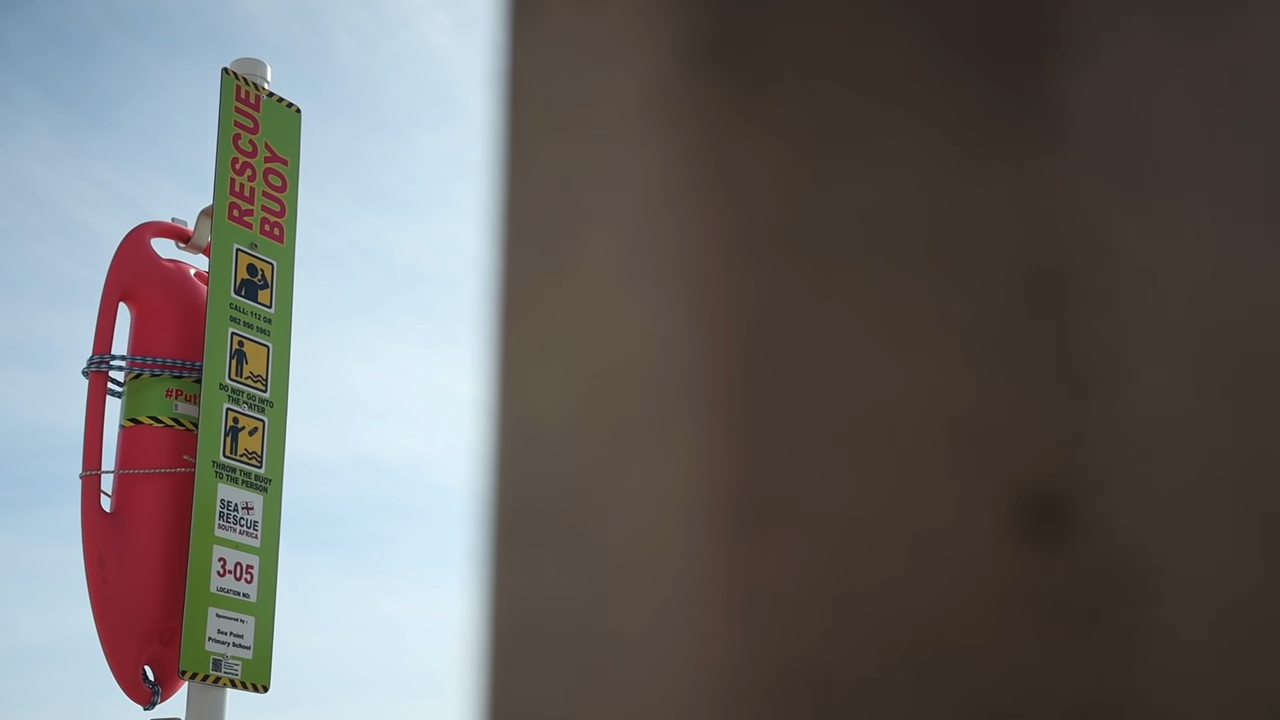 RESCUE
BUOY
CALL: 112 OR
082 990 5963
DO NOT GO INTO
THE WATER
THROW THE BUOY
TO THE PERSON
SEA
RESCUE
SOUTH AFRICA
3-05
LOCATION NO:
Sponsored by :
Sea Point
Primary School
#Put